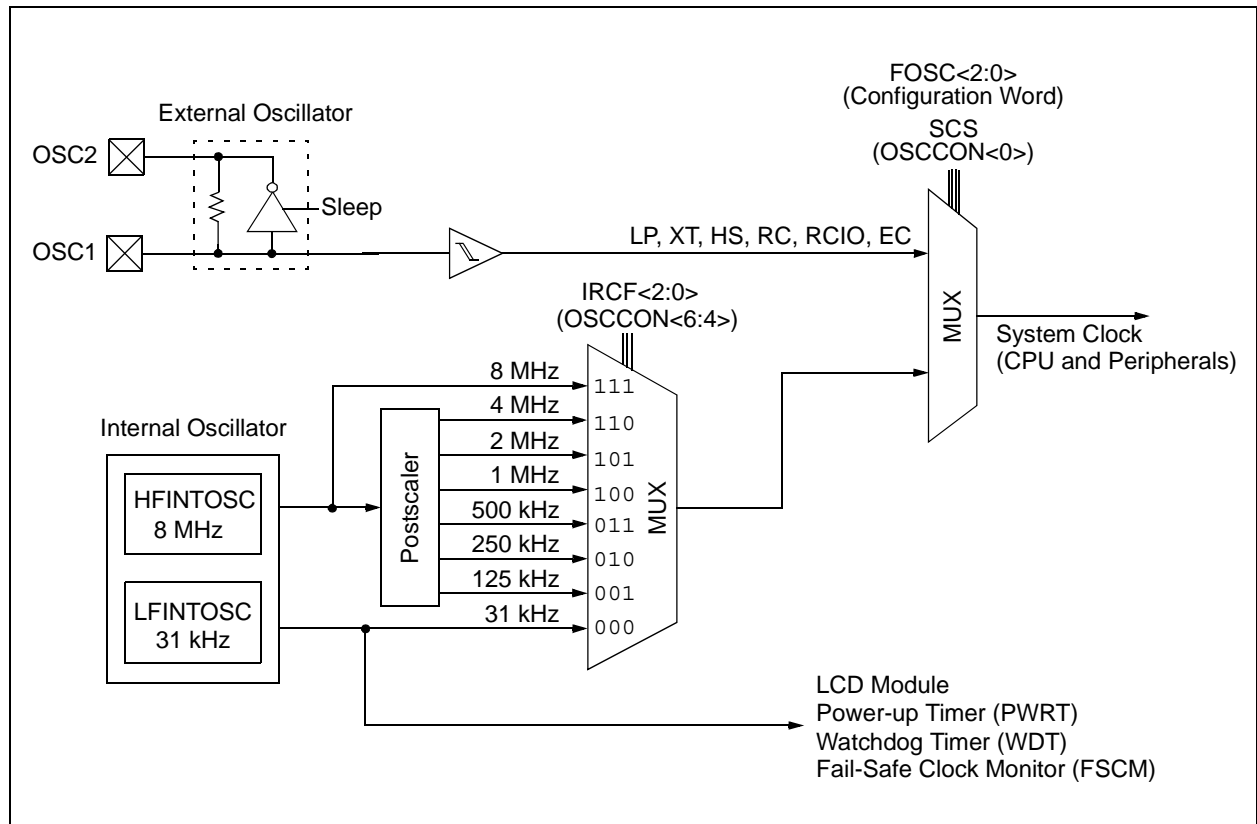 FOSC<2:0>
(Configuration Word)
SCS
(OSCCON<0>)
External Oscillator
OSC2
Sleep
OSC1
LP, XT, HS, RC, RCIO, EC
IRCF<2:0>
(OSCCON<6:4>)
MUX
System Clock
(CPU and Peripherals)
8 MHz
111
4 MHz
110
Internal Oscillator
2 MHz
101
HFINTOSC
8 MHz
Postscaler
1 MHz
100
MUX
500 kHz
011
250 kHz
010
125 kHz
001
LFINTOSC
31 kHz
31 kHz
000
LCD Module
Power-up Timer (PWRT)
Watchdog Timer (WDT)
Fail-Safe Clock Monitor (FSCM)